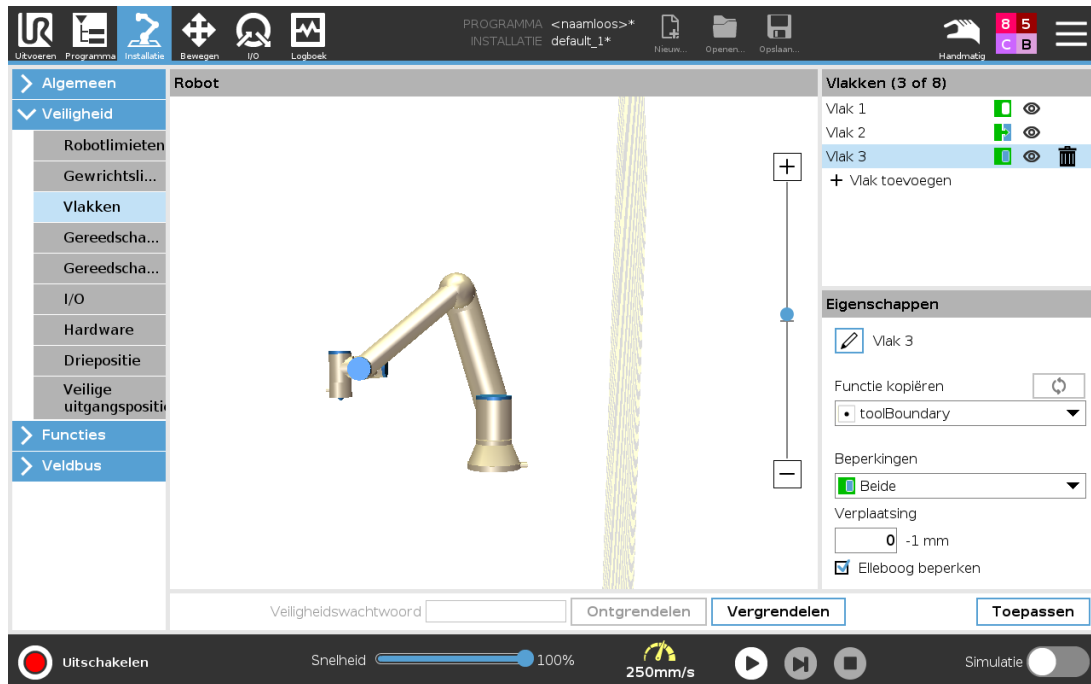 UR
Uitvoeren
Programma
Installatie
Bewegen
I/O
Logboek
PROGRAMMA <naamloos>*
INSTALLATIE default_1*
Nieuw...
Openen...
Opslaan...
Handmatig
8 5
C B
Algemeen
Veiligheid
Robotlimieten
Gewrichtsli...
Vlakken
Gereedscha...
Gereedscha...
I/O
Hardware
Driepositie
Veilige
uitgangspositi
Functies
Veldbus
Robot
Vlakken (3 of 8)
Vlak 1
Vlak 2
Vlak 3
+ Vlak toevoegen
Eigenschappen
Vlak 3
Functie kopiëren
toolBoundary
Beperkingen
Beide
Verplaatsing
0 -1 mm
Elleboog beperken
Veiligheidswachtwoord
Ontgrendelen
Vergrendelen
Toepassen
Uitschakelen
Snelheid
100%
250mm/s
Simulatie